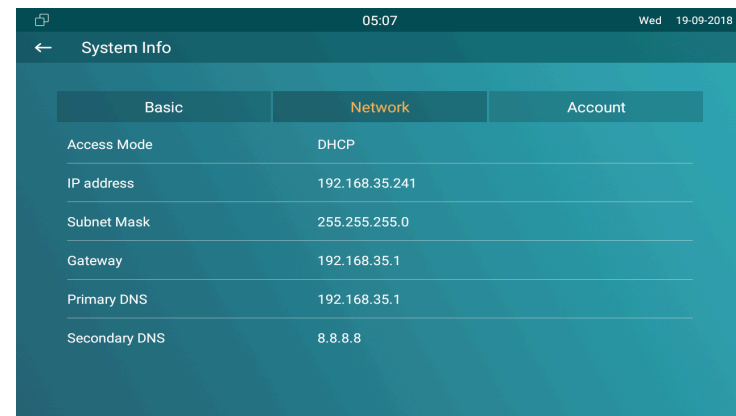 05:07 Wed 19-09-2018
System Info
Basic Network Account
Access Mode DHCP
IP address 192.168.35.241
Subnet Mask 255.255.255.0
Gateway 192.168.35.1
Primary DNS 192.168.35.1
Secondary DNS 8.8.8.8